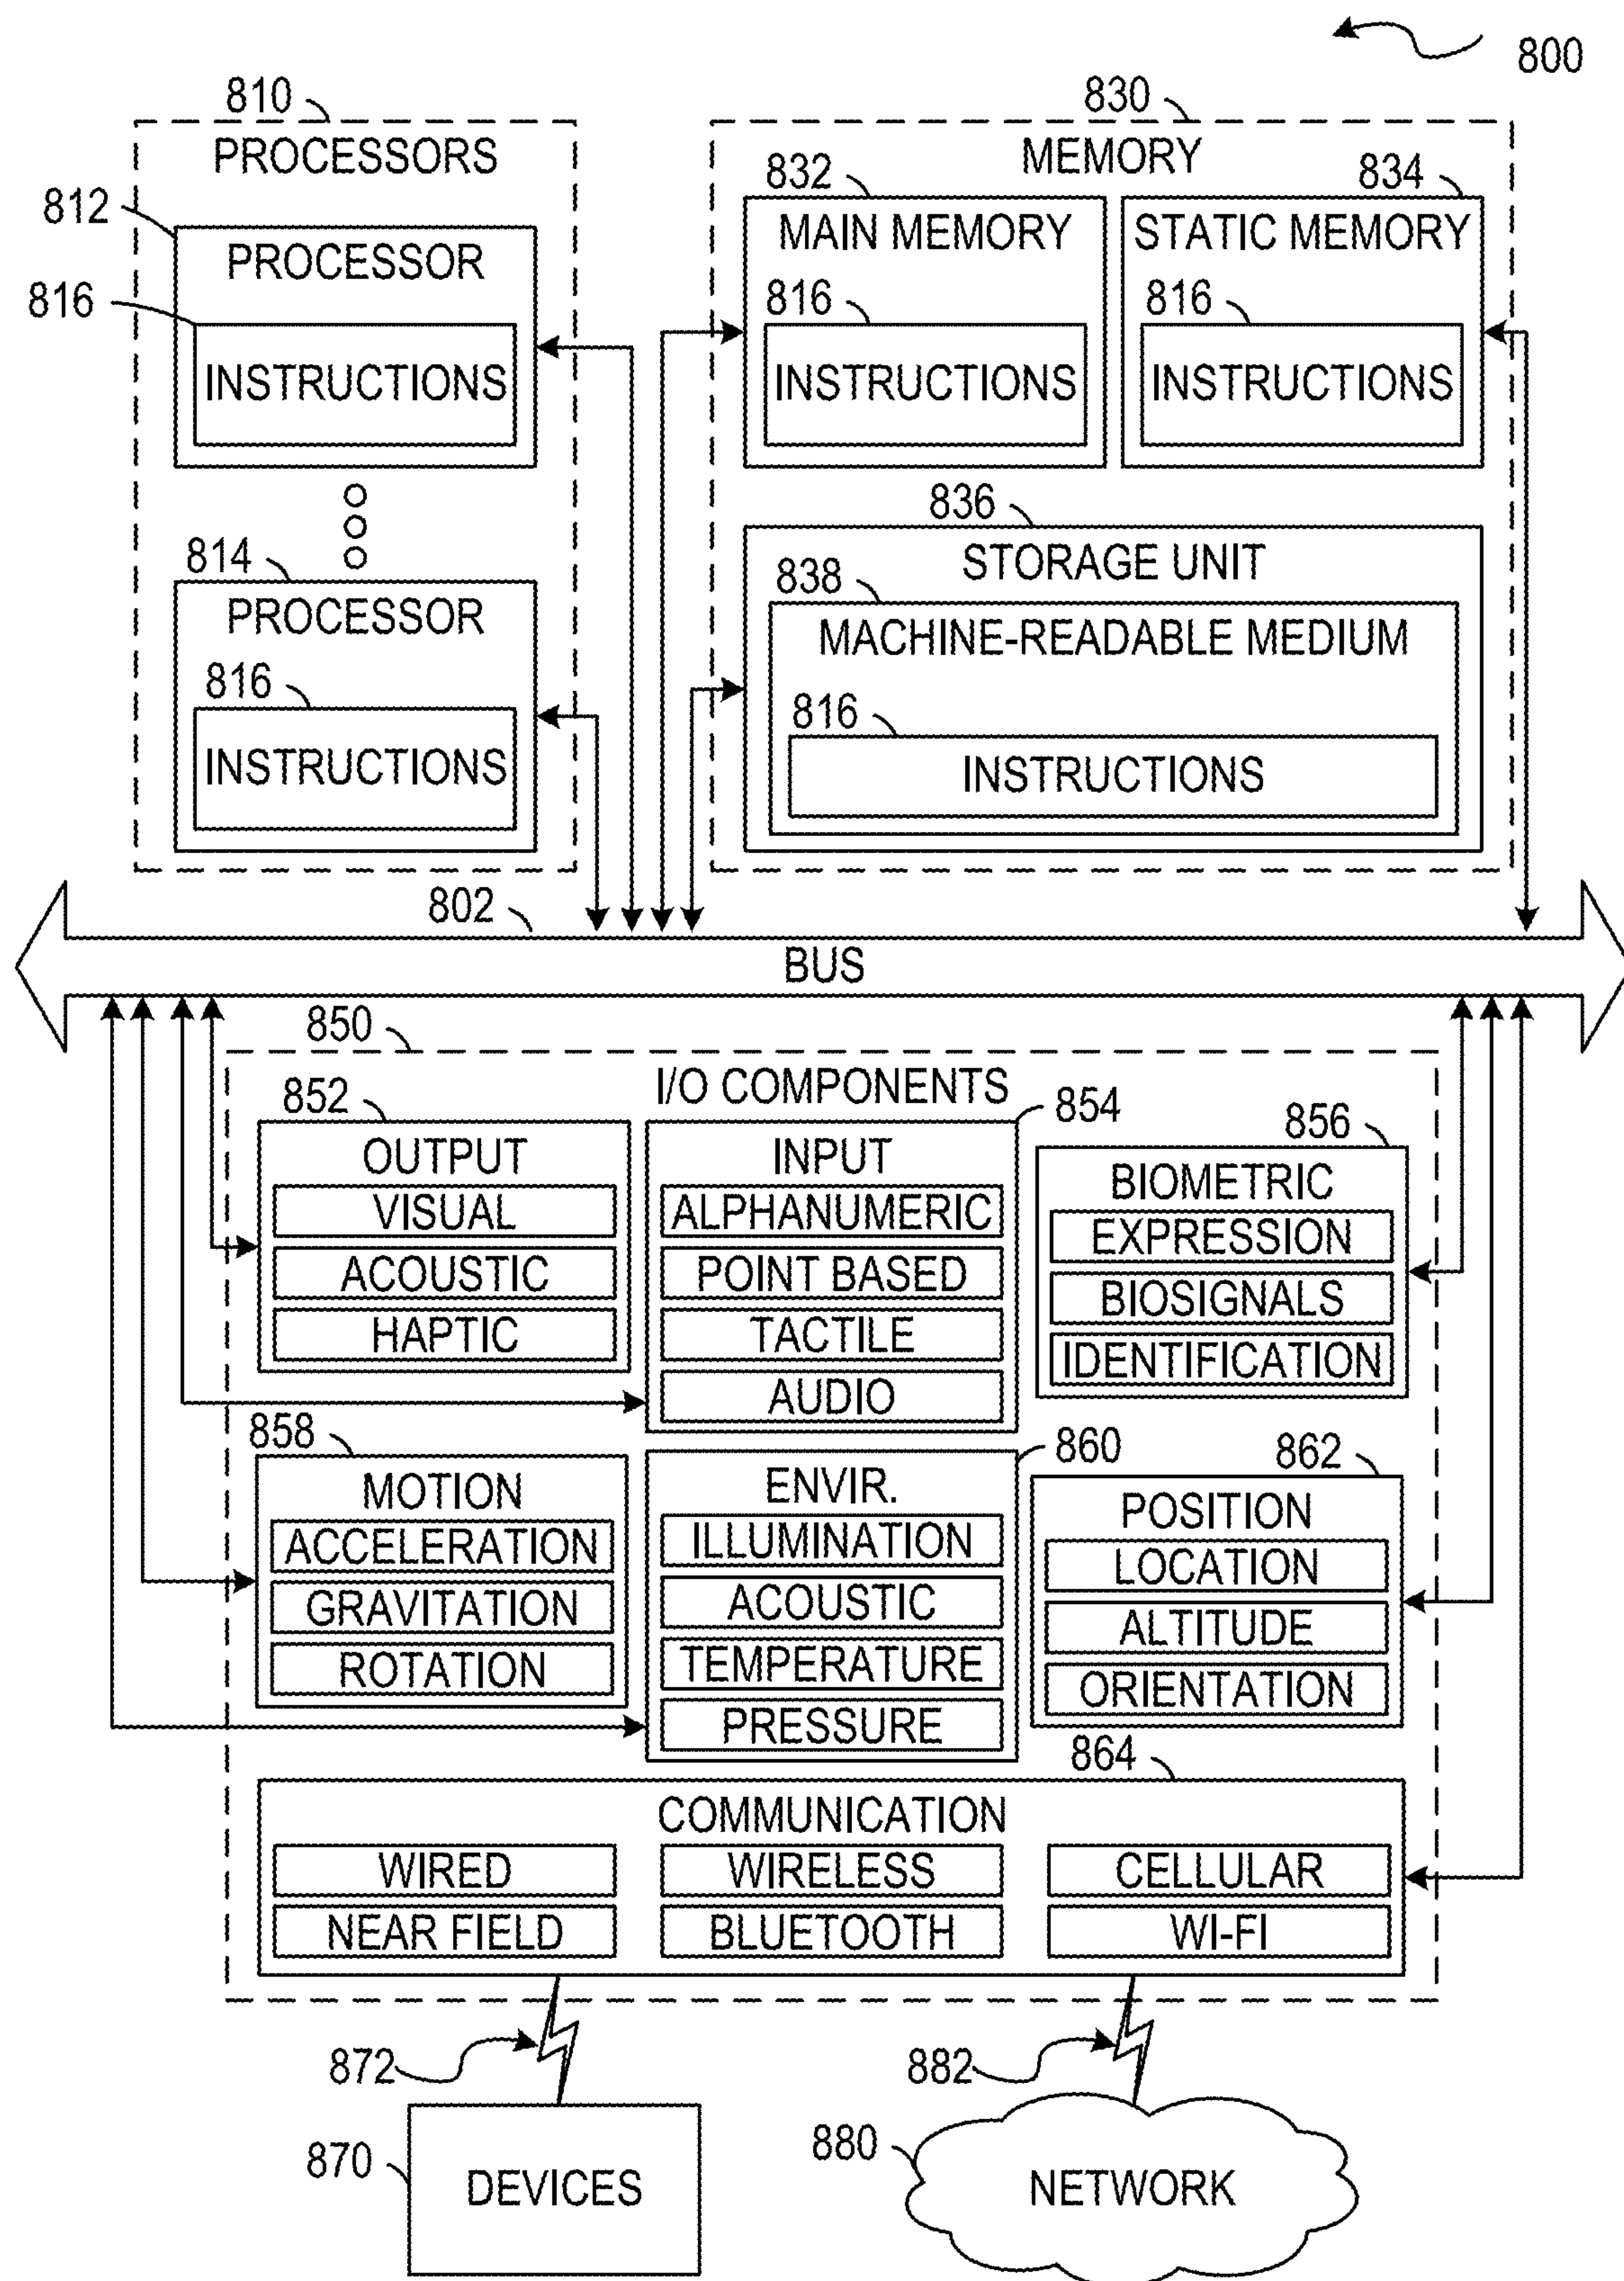 800
810
830
PROCESSORS
MEMORY
832
834
812
MAIN MEMORY
STATIC MEMORY
PROCESSOR
816
816
816
INSTRUCTIONS
INSTRUCTIONS
INSTRUCTIONS
836
814
STORAGE UNIT
838
PROCESSOR
MACHINE-READABLE MEDIUM
816
816
INSTRUCTIONS
INSTRUCTIONS
802
BUS
850
I/O COMPONENTS
852
854
856
OUTPUT
VISUAL
ACOUSTIC
HAPTIC
INPUT
ALPHANUMERIC
POINT BASED
TACTILE
AUDIO
BIOMETRIC
EXPRESSION
BIOSIGNALS
IDENTIFICATION
858
860
862
MOTION
ACCELERATION
GRAVITATION
ROTATION
ENVIR.
ILLUMINATION
ACOUSTIC
TEMPERATURE
PRESSURE
POSITION
LOCATION
ALTITUDE
ORIENTATION
864
COMMUNICATION
WIRED
WIRELESS
CELLULAR
NEAR FIELD
BLUETOOTH
WI-FI
872
882
870
880
DEVICES
NETWORK